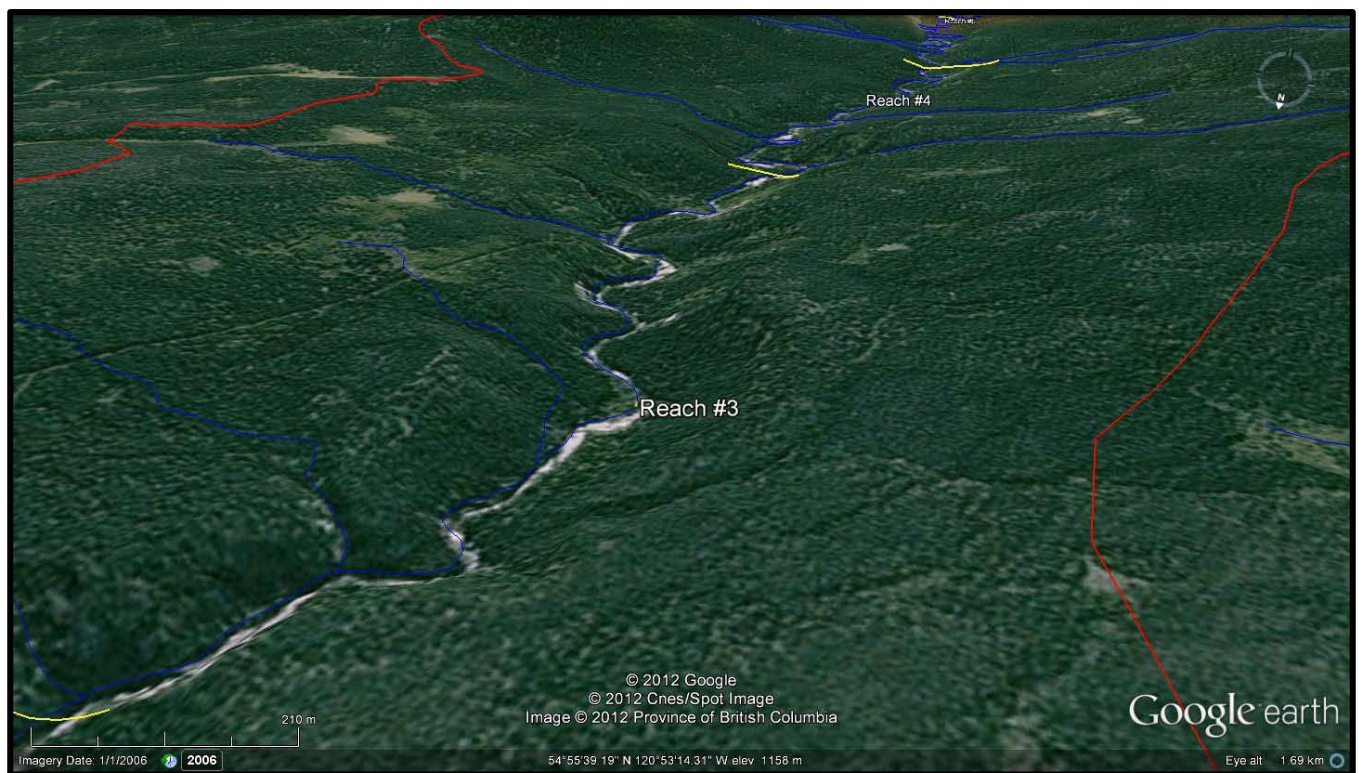 Reach #4
N
Reach #3
© 2012 Google
© 2012 Cnes/Spot Image
Image © 2012 Province of British Columbia
Google earth
210 m
Imagery Date: 1/1/2006 2006 54°55'39.19" N 120°53'14.31" W elev 1158 m Eye alt 1.69 km